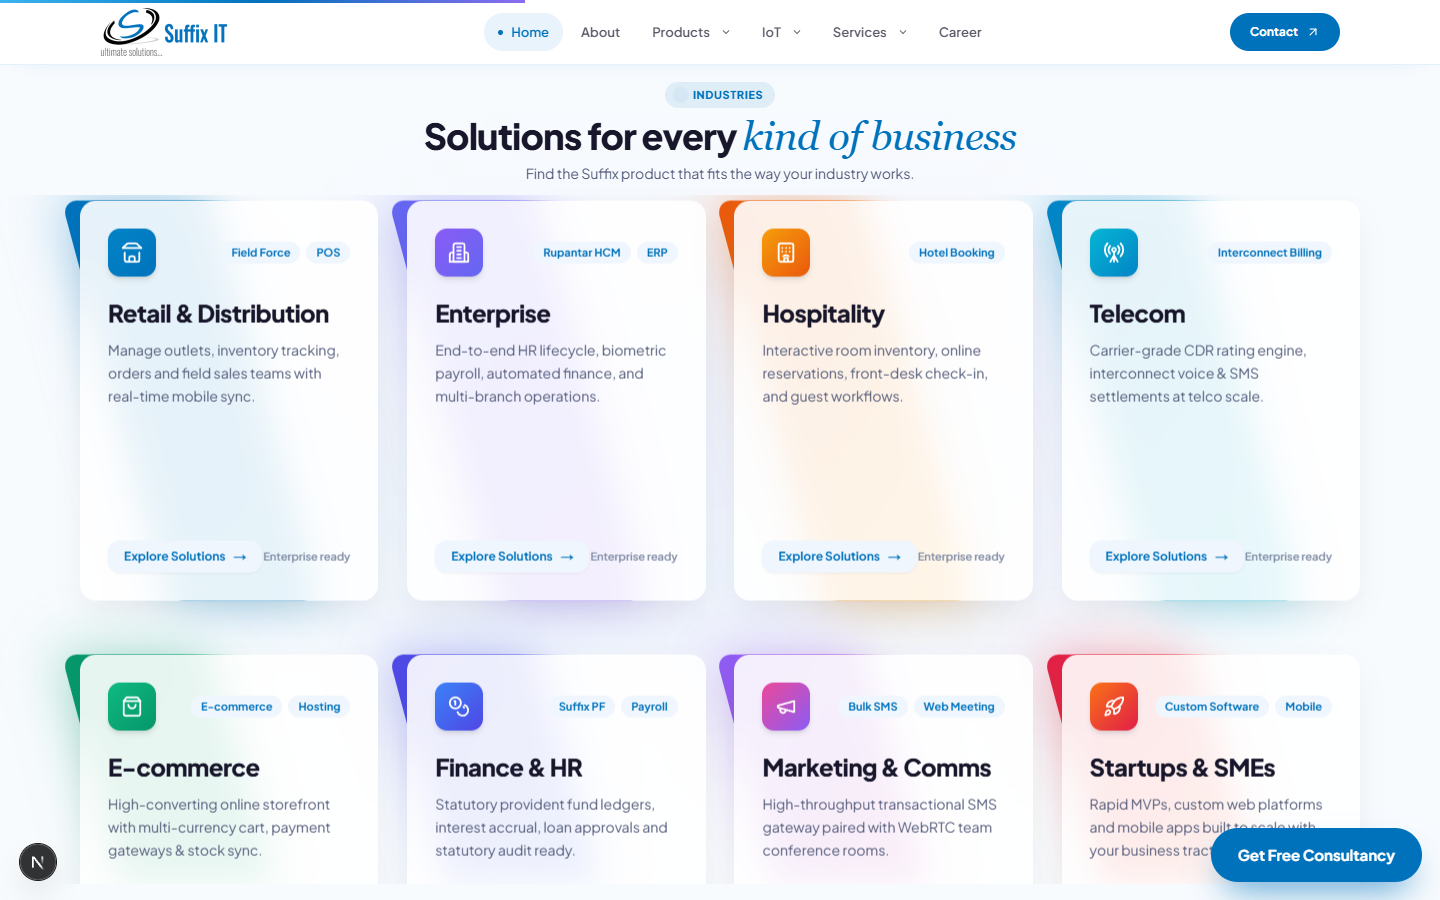 Suffix IT
ultimate solutions...
Home
About
Products
IoT
Services
Career
Contact
INDUSTRIES
Solutions for every kind of business
Find the Suffix product that fits the way your industry works.
Field Force
POS
Retail & Distribution
Manage outlets, inventory tracking,
orders and field sales teams with
real-time mobile sync.
Explore Solutions →
Enterprise ready
Rupantar HCM
ERP
Enterprise
End-to-end HR lifecycle, biometric
payroll, automated finance, and
multi-branch operations.
Explore Solutions →
Enterprise ready
Hotel Booking
Hospitality
Interactive room inventory, online
reservations, front-desk check-in,
and guest workflows.
Explore Solutions →
Enterprise ready
Interconnect Billing
Telecom
Carrier-grade CDR rating engine,
interconnect voice & SMS
settlements at telco scale.
Explore Solutions →
Enterprise ready
E-commerce
Hosting
E-commerce
High-converting online storefront
with multi-currency cart, payment
gateways & stock sync.
Suffix PF
Payroll
Finance & HR
Statutory provident fund ledgers,
interest accrual, loan approvals and
statutory audit ready.
Bulk SMS
Web Meeting
Marketing & Comms
High-throughput transactional SMS
gateway paired with WebRTC team
conference rooms.
Custom Software
Mobile
Startups & SMEs
Rapid MVPs, custom web platforms
and mobile apps built to scale with
your business
Get Free Consultancy
N